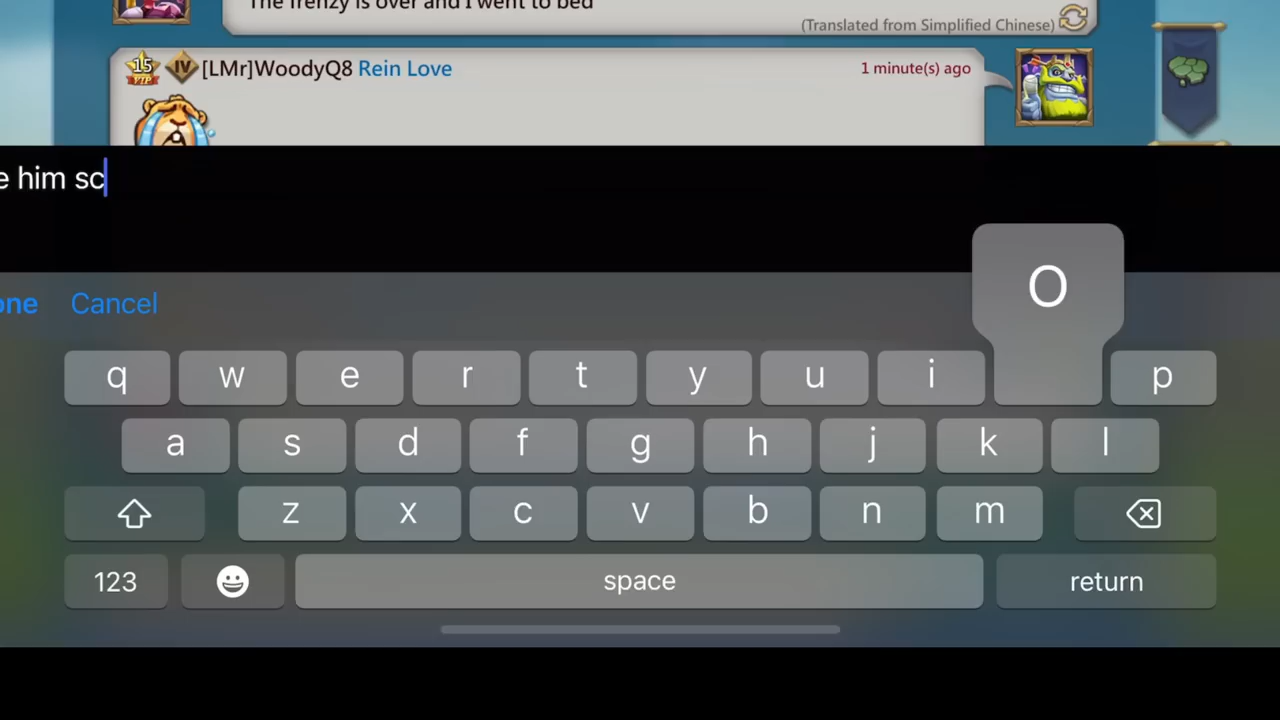 The frenzy is over and I went to bed
(Translated from Simplified Chinese)
15
VIP
IV
[LMr]WoodyQ8 Rein Love
1 minute(s) ago
e him sc
one Cancel
O
q w e r t y u i p
a s d f g h j k l
z x c v b n m
123 space return